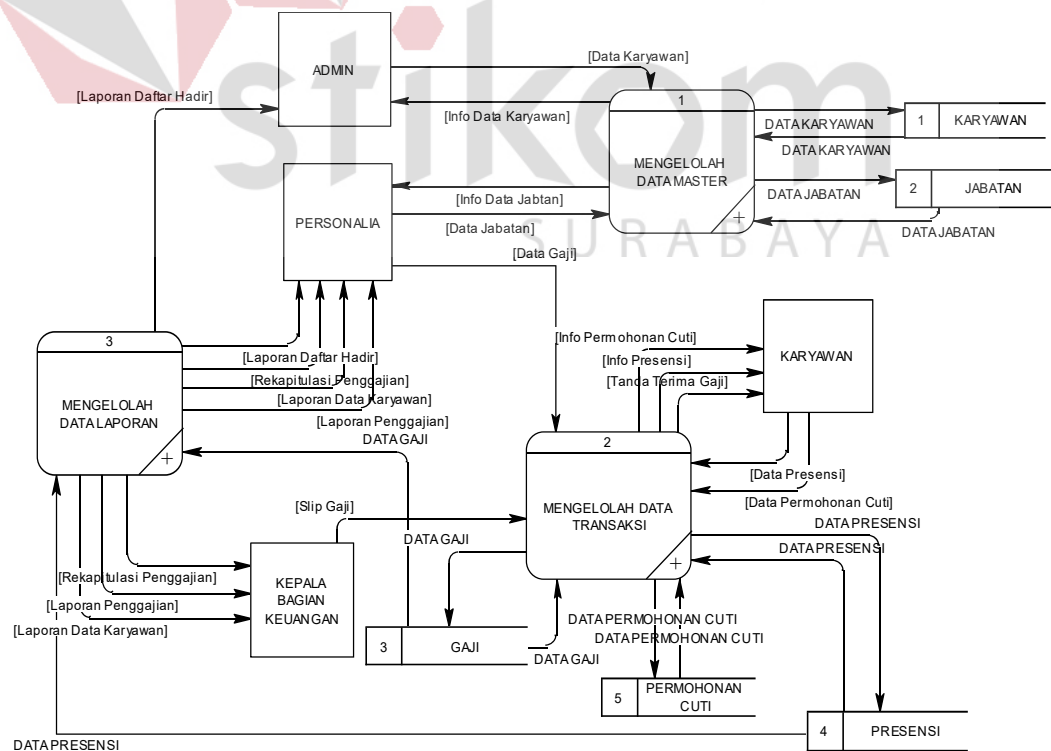 stikom
SURABAYA
ADMIN
[Data Karyawan]
[Laporan Daftar Hadir]
[Info Data Karyawan]
1
MENGELOLAH
DATA MASTER
+
DATA KARYAWAN
DATA KARYAWAN
1
KARYAWAN
DATA JABATAN
2
JABATAN
DATA JABATAN
PERSONALIA
[Info Data Jabtan]
[Data Jabatan]
[Data Gaji]
3
MENGELOLAH
DATA LAPORAN
+
[Laporan Daftar Hadir]
[Rekapitulasi Penggajian]
[Laporan Data Karyawan]
[Laporan Penggajian]
DATA GAJI
[Info Permohonan Cuti]
[Info Presensi]
[Tanda Terima Gaji]
KARYAWAN
2
MENGELOLAH DATA
TRANSAKSI
+
[Data Presensi]
[Data Permohonan Cuti]
DATA PRESENSI
DATA PRESENSI
[Slip Gaji]
DATA GAJI
KEPALA
BAGIAN
KEUANGAN
[Rekapitulasi Penggajian]
[Laporan Penggajian]
[Laporan Data Karyawan]
3
GAJI
DATA GAJI
DATA PERMOHONAN CUTI
DATA PERMOHONAN CUTI
5
PERMOHONAN
CUTI
4
PRESENSI
DATA PRESENSI